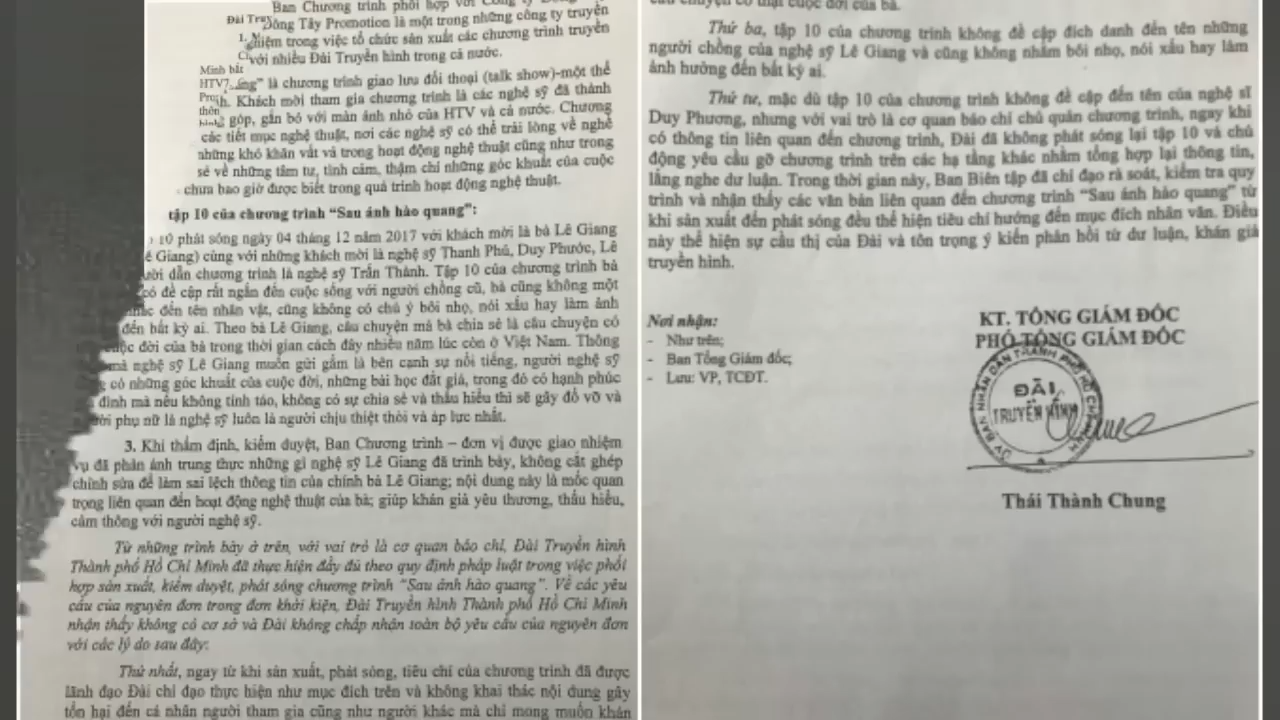 Ban Chương trình phối hợp với Công ty
Đài Tru
Đông Tây Promotion là một trong những công ty truyền
1.
nghiệm trong việc tổ chức sản xuất các chương trình truyền
với nhiều Đài Truyền hình trong cả nước.
Minh bắt
HTV7
ng” là chương trình giao lưu đối thoại (talk show)-một thể
h. Khách mời tham gia chương trình là các nghệ sỹ đã thành
thôn
góp, gắn bó với màn ảnh nhỏ của HTV và cả nước. Chương
các tiết mục nghệ thuật, nơi các nghệ sỹ có thể trải lòng về nghề
những khó khăn vất vả trong hoạt động nghệ thuật cũng như trong
sẻ về những tâm tư, tình cảm, thậm chí những góc khuất của cuộc
chưa bao giờ được biết trong quá trình hoạt động nghệ thuật.
tập 10 của chương trình “Sau ánh hào quang”:
10 phát sóng ngày 04 tháng 12 năm 2017 với khách mời là bà Lê Giang
ê Giang) cùng với những khách mời là nghệ sỹ Thanh Phú, Duy Phước, Lê
ười dẫn chương trình là nghệ sỹ Trấn Thành. Tập 10 của chương trình bà
có đề cập rất ngắn đến cuộc sống với người chồng cũ, bà cũng không một
nhắc đến tên nhân vật, cũng không có chủ ý bôi nhọ, nói xấu hay làm ảnh
đến bất kỳ ai. Theo bà Lê Giang, câu chuyện mà bà chia sẻ là câu chuyện có
cuộc đời của bà trong thời gian cách đây nhiều năm lúc còn ở Việt Nam. Thông
mà nghệ sỹ Lê Giang muốn gửi gắm là bên cạnh sự nổi tiếng, người nghệ sỹ
có những góc khuất của cuộc đời, những bài học đắt giá, trong đó có hạnh phúc
đình mà nếu không tỉnh táo, không có sự chia sẻ và thấu hiểu thì sẽ gây đổ vỡ và
ười phụ nữ là nghệ sỹ luôn là người chịu thiệt thòi và áp lực nhất.
3. Khi thẩm định, kiểm duyệt, Ban Chương trình – đơn vị được giao nhiệm
vụ đã phản ánh trung thực những gì nghệ sỹ Lê Giang đã trình bày, không cắt ghép
chỉnh sửa để làm sai lệch thông tin của chính bà Lê Giang; nội dung này là mốc quan
trọng liên quan đến hoạt động nghệ thuật của bà; giúp khán giả yêu thương, thấu hiểu,
cảm thông với người nghệ sỹ.
Từ những trình bày ở trên, với vai trò là cơ quan báo chí, Đài Truyền hình
Thành phố Hồ Chí Minh đã thực hiện đầy đủ theo quy định pháp luật trong việc phối
hợp sản xuất, kiểm duyệt, phát sóng chương trình “Sau ánh hào quang”. Về các yêu
cầu của nguyên đơn trong đơn khởi kiện, Đài Truyền hình Thành phố Hồ Chí Minh
nhận thấy không có cơ sở và Đài không chấp nhận toàn bộ yêu cầu của nguyên đơn
với các lý do sau đây:
Thứ nhất, ngay từ khi sản xuất, phát sóng, tiêu chí của chương trình đã được
lãnh đạo Đài chỉ đạo thực hiện như mục đích trên và không khai thác nội dung gây
tổn hại đến cá nhân người tham gia cũng như người khác mà chỉ mong muốn khán
câu chuyện có thật cuộc đời của bà.
Thứ ba, tập 10 của chương trình không đề cập đích danh đến tên những
người chồng của nghệ sỹ Lê Giang và cũng không nhằm bôi nhọ, nói xấu hay làm
ảnh hưởng đến bất kỳ ai.
Thứ tư, mặc dù tập 10 của chương trình không đề cập đến tên của nghệ sĩ
Duy Phương, nhưng với vai trò là cơ quan báo chí chủ quản chương trình, ngay khi
có thông tin liên quan đến chương trình, Đài đã không phát sóng lại tập 10 và chủ
động yêu cầu gỡ chương trình trên các hạ tầng khác nhằm tổng hợp lại thông tin,
lắng nghe dư luận. Trong thời gian này, Ban Biên tập đã chỉ đạo rà soát, kiểm tra quy
trình và nhận thấy các văn bản liên quan đến chương trình “Sau ánh hào quang” từ
khi sản xuất đến phát sóng đều thể hiện tiêu chí hướng đến mục đích nhân văn. Điều
này thể hiện sự cầu thị của Đài và tôn trọng ý kiến phản hồi từ dư luận, khán giả
truyền hình.
Nơi nhận:
- Như trên;
- Ban Tổng Giám đốc;
- Lưu: VP, TCĐT.
KT. TỔNG GIÁM ĐỐC
PHÓ TỔNG GIÁM ĐỐC
ỦY BAN NHÂN DÂN THÀNH PHỐ HỒ CHÍ MINH
ĐÀI
TRUYỀN HÌNH
Thái Thành Chung